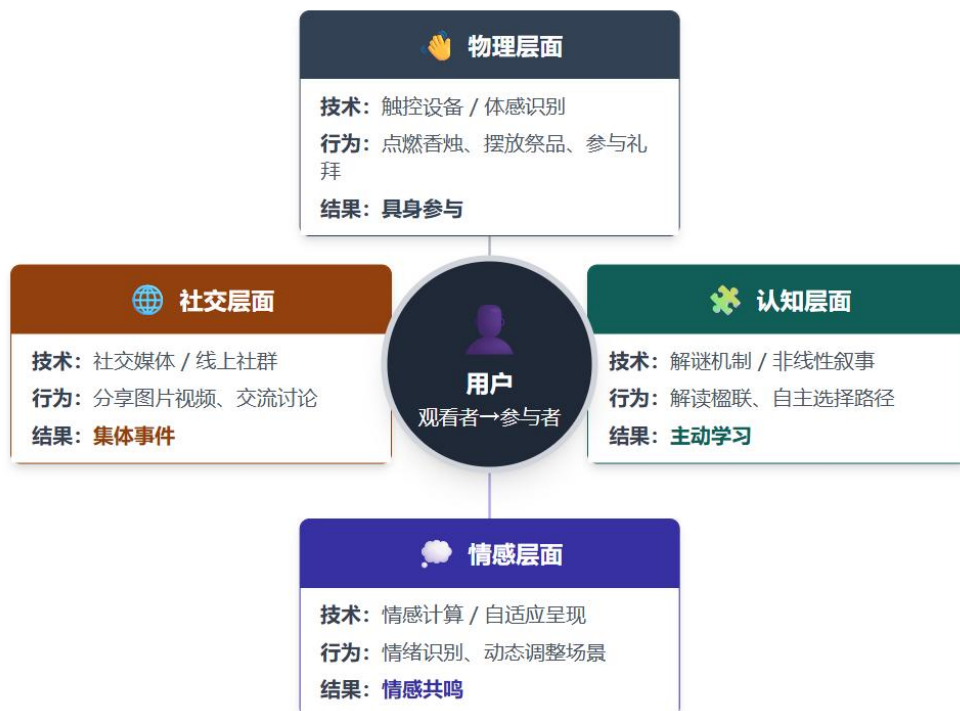 物理层面
技术：触控设备 / 体感识别
行为：点燃香烛、摆放祭品、参与礼
拜
结果：具身参与
社交层面
技术：社交媒体 / 线上社群
行为：分享图片视频、交流讨论
结果：集体事件
用户
观看者→参与者
认知层面
技术：解谜机制 / 非线性叙事
行为：解读楹联、自主选择路径
结果：主动学习
情感层面
技术：情感计算 / 自适应呈现
行为：情绪识别、动态调整场景
结果：情感共鸣